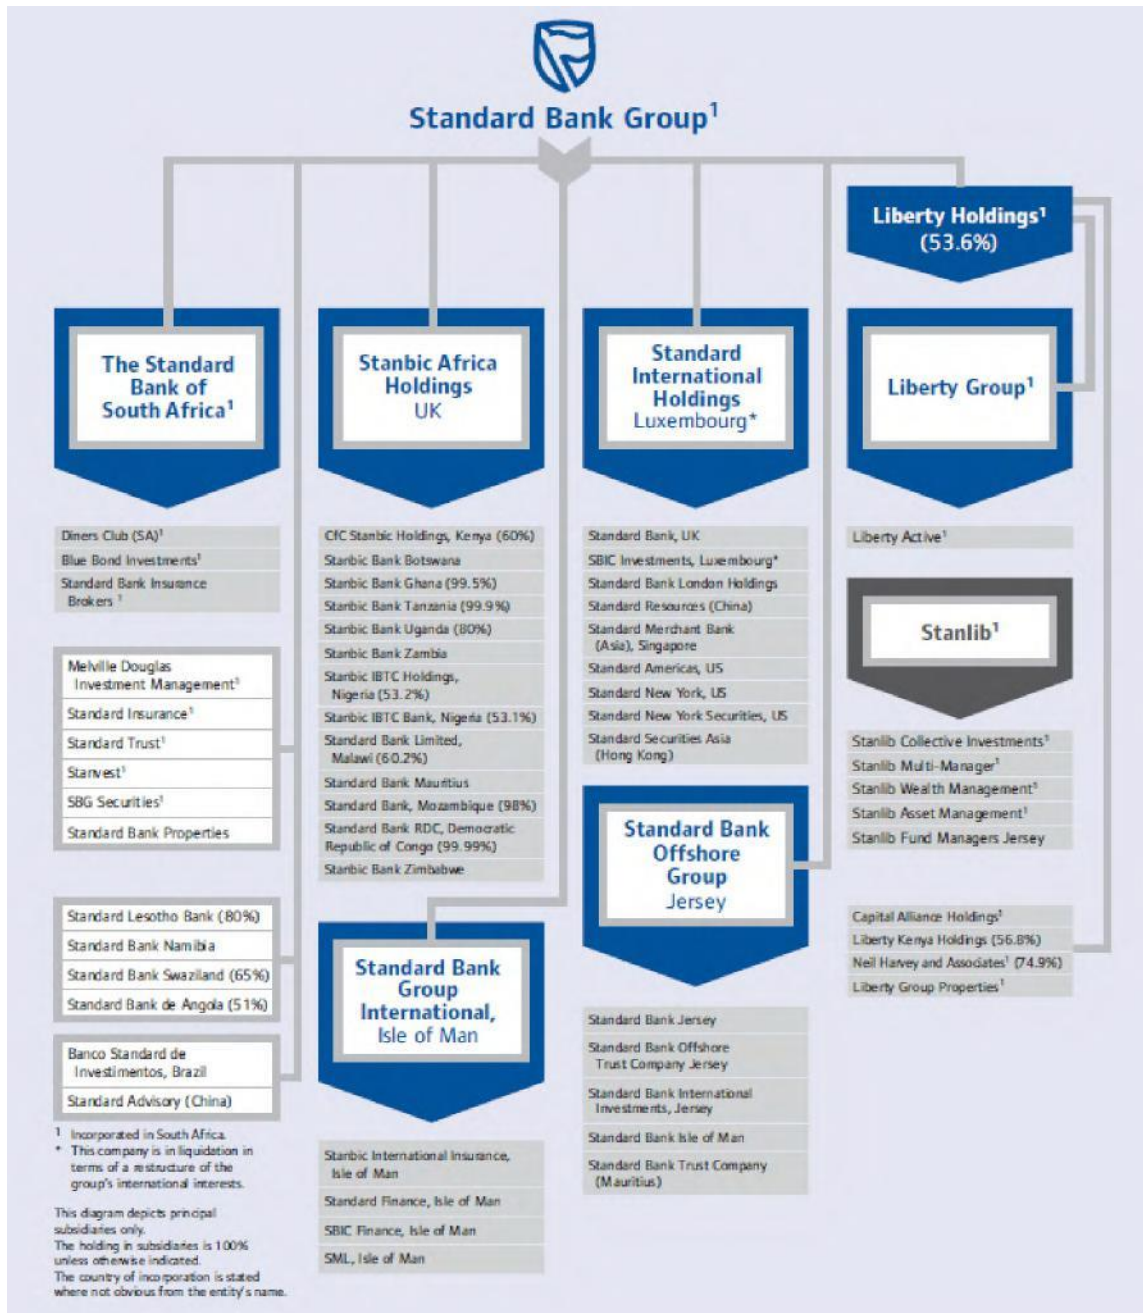 Standard Bank Group¹
Liberty Holdings¹
(53.6%)
The Standard
Bank of
South Africa¹
Stanbic Africa
Holdings
UK
Standard
International
Holdings
Luxembourg*
Liberty Group¹
Diners Club (SA)¹
Blue Bond Investments¹
Standard Bank Insurance
Brokers ¹
Melville Douglas
Investment Management¹
Standard Insurance¹
Standard Trust¹
Stanvest¹
SBG Securities¹
Standard Bank Properties
Standard Lesotho Bank (80%)
Standard Bank Namibia
Standard Bank Swaziland (65%)
Standard Bank de Angola (51%)
Banco Standard de
Investimentos, Brazil
Standard Advisory (China)
CfC Stanbic Holdings, Kenya (60%)
Stanbic Bank Botswana
Stanbic Bank Ghana (99.5%)
Stanbic Bank Tanzania (99.9%)
Stanbic Bank Uganda (80%)
Stanbic Bank Zambia
Stanbic IBTC Holdings,
Nigeria (53.2%)
Stanbic IBTC Bank, Nigeria (53.1%)
Standard Bank Limited,
Malawi (60.2%)
Standard Bank Mauritius
Standard Bank, Mozambique (98%)
Standard Bank RDC, Democratic
Republic of Congo (99.99%)
Stanbic Bank Zimbabwe
Standard Bank
Group
International,
Isle of Man
Stanbic International Insurance,
Isle of Man
Standard Finance, Isle of Man
SBIC Finance, Isle of Man
SML, Isle of Man
Standard Bank, UK
SBIC Investments, Luxembourg*
Standard Bank London Holdings
Standard Resources (China)
Standard Merchant Bank
(Asia), Singapore
Standard Americas, US
Standard New York, US
Standard New York Securities, US
Standard Securities Asia
(Hong Kong)
Standard Bank
Offshore
Group
Jersey
Standard Bank Jersey
Standard Bank Offshore
Trust Company Jersey
Standard Bank International
Investments, Jersey
Standard Bank Isle of Man
Standard Bank Trust Company
(Mauritius)
Liberty Active¹
Stanlib¹
Stanlib Collective Investments¹
Stanlib Multi-Manager¹
Stanlib Wealth Management¹
Stanlib Asset Management¹
Stanlib Fund Managers Jersey
Capital Alliance Holdings¹
Liberty Kenya Holdings (56.8%)
Neil Harvey and Associates¹ (74.9%)
Liberty Group Properties¹
¹ Incorporated in South Africa.
* This company is in liquidation in
terms of a restructure of the
group's international interests.
This diagram depicts principal
subsidiaries only.
The holding in subsidiaries is 100%
unless otherwise indicated.
The country of incorporation is stated
where not obvious from the entity's name.